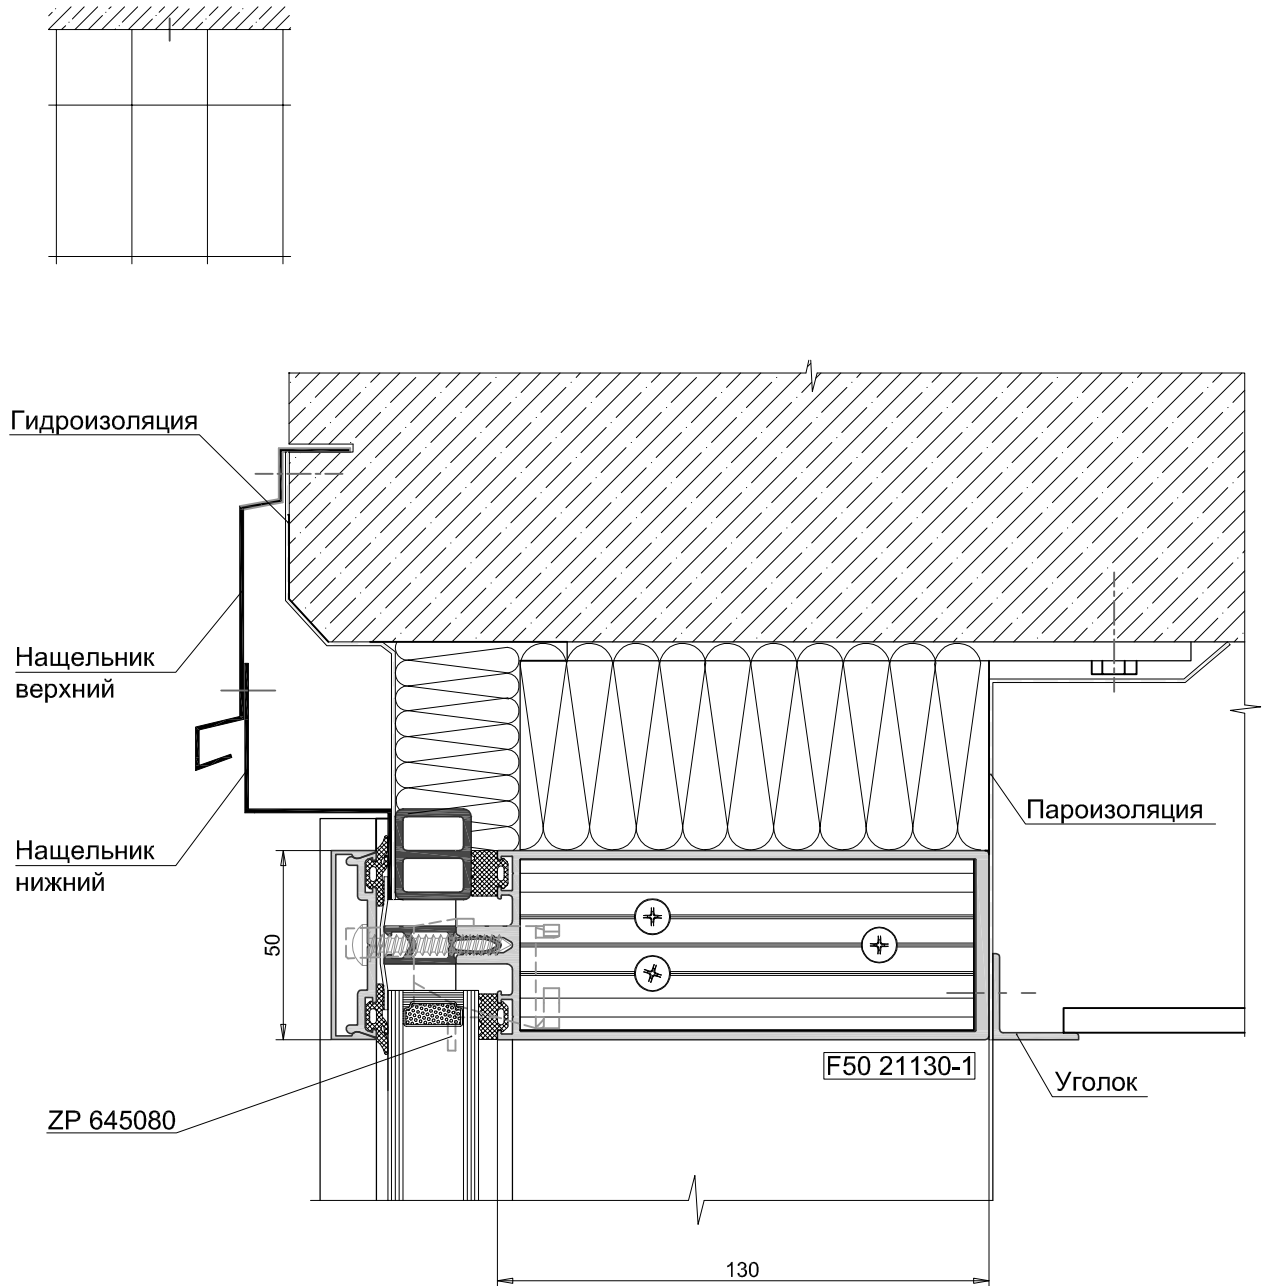 Гидроизоляция
Нащельник
верхний
Пароизоляция
Нащельник
нижний
50
F50 21130-1
Уголок
ZP 645080
130